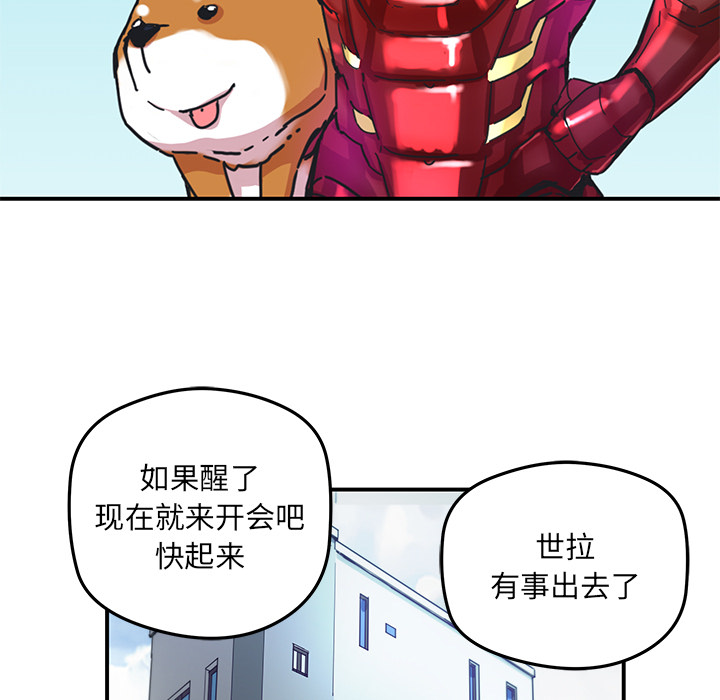 如果醒了
现在就来开会吧
快起来
世拉
有事出去了